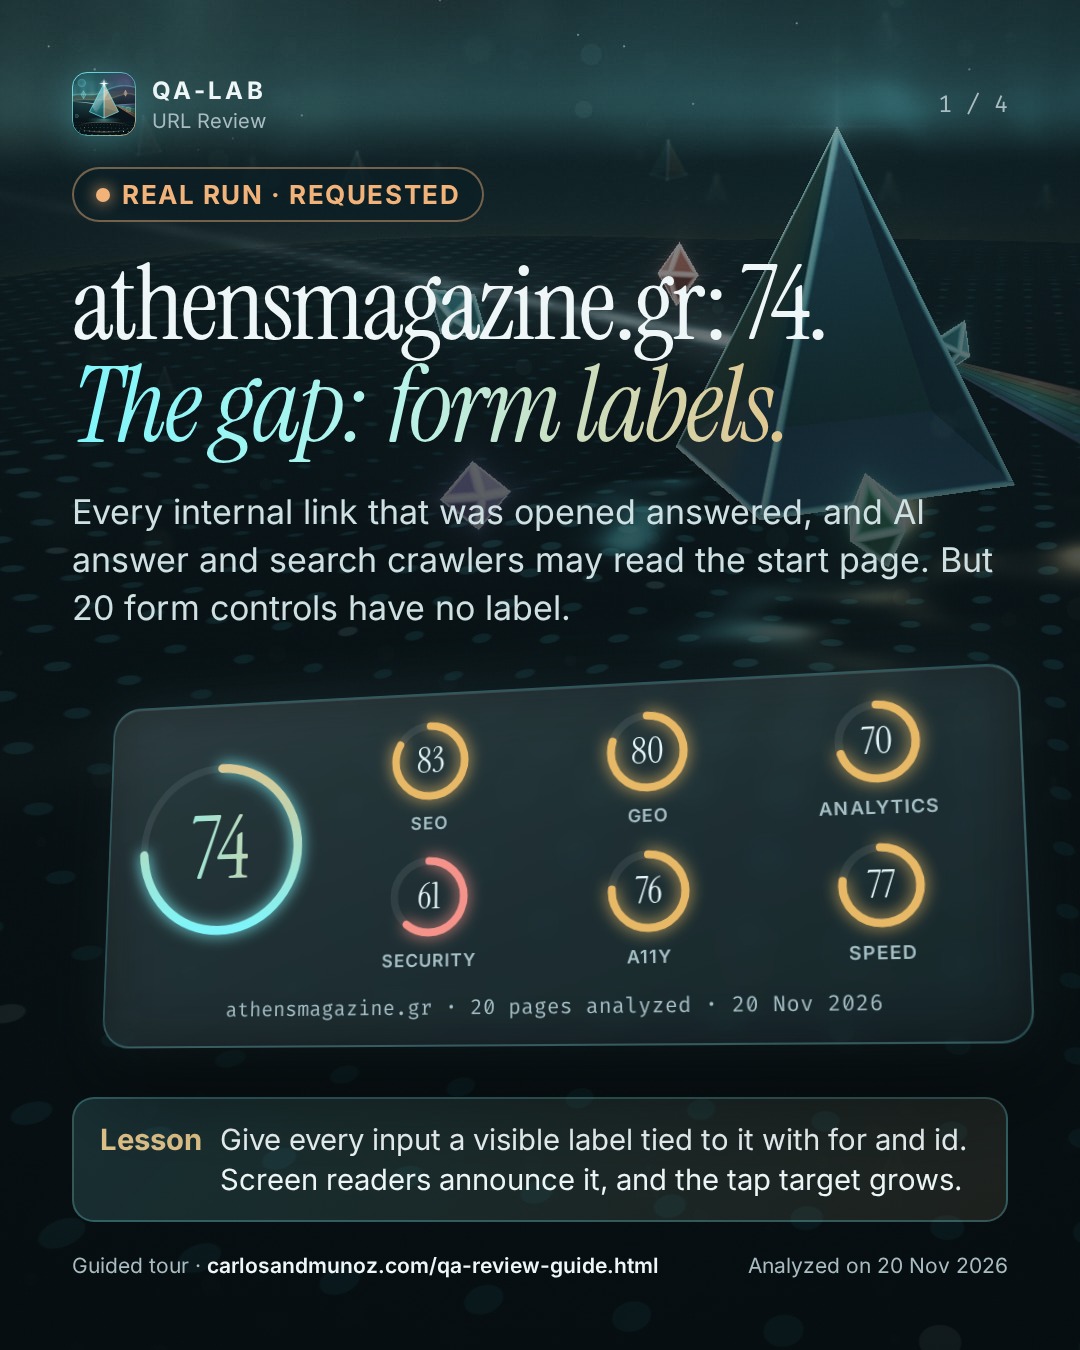 QA-LAB
URL Review
1 / 4
REAL RUN · REQUESTED
athensmagazine.gr: 74.
The gap: form labels.
Every internal link that was opened answered, and AI
answer and search crawlers may read the start page. But
20 form controls have no label.
74
83
SEO
80
GEO
70
ANALYTICS
61
SECURITY
76
A11Y
77
SPEED
athensmagazine.gr · 20 pages analyzed · 20 Nov 2026
Lesson Give every input a visible label tied to it with for and id.
Screen readers announce it, and the tap target grows.
Guided tour · carlosandmunoz.com/qa-review-guide.html
Analyzed on 20 Nov 2026